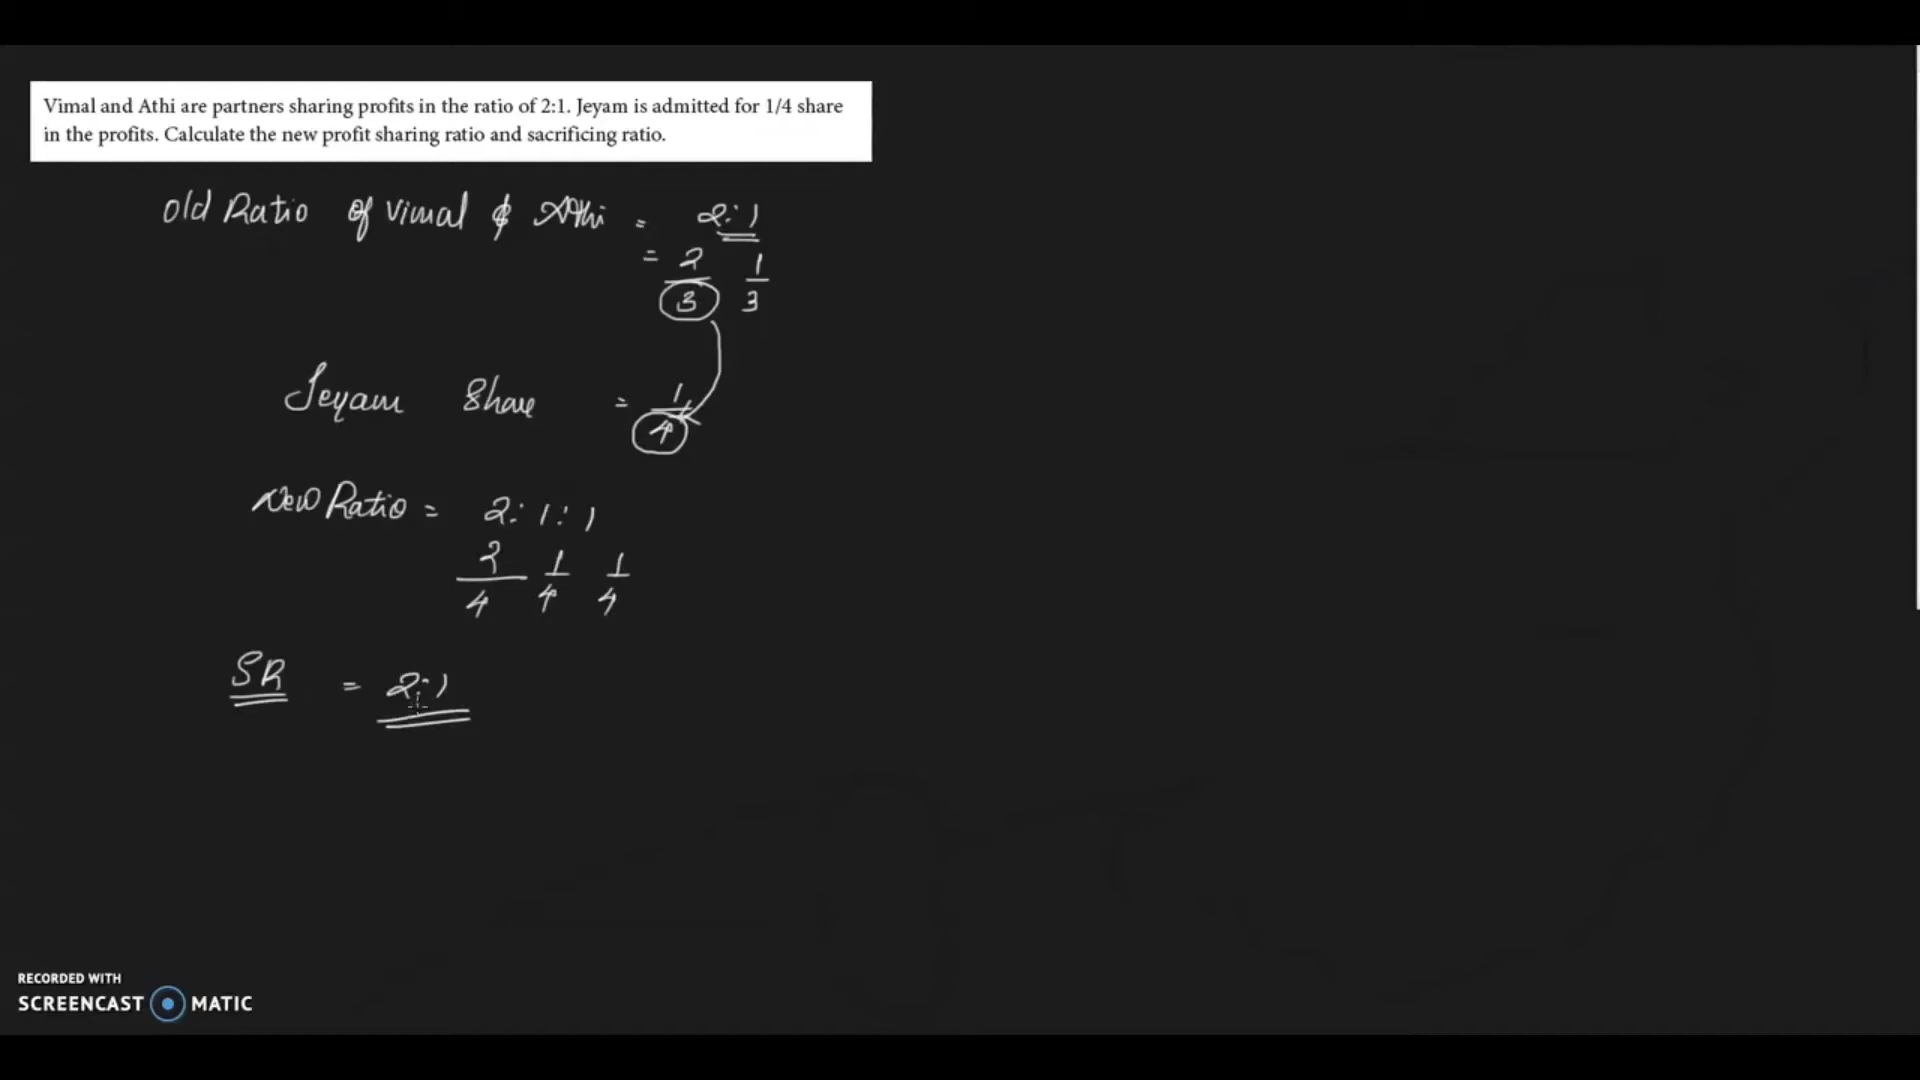 Vimal and Athi are partners sharing profits in the ratio of 2:1. Jeyam is admitted for 1/4 share
in the profits. Calculate the new profit sharing ratio and sacrificing ratio.
Old Ratio of Vimal & Athi = 2:1
= 2/3 1/3
Jeyam Share = 1/4
New Ratio = 2:1:1
2/4 1/4 1/4
SR = 2:1
RECORDED WITH
SCREENCAST MATIC